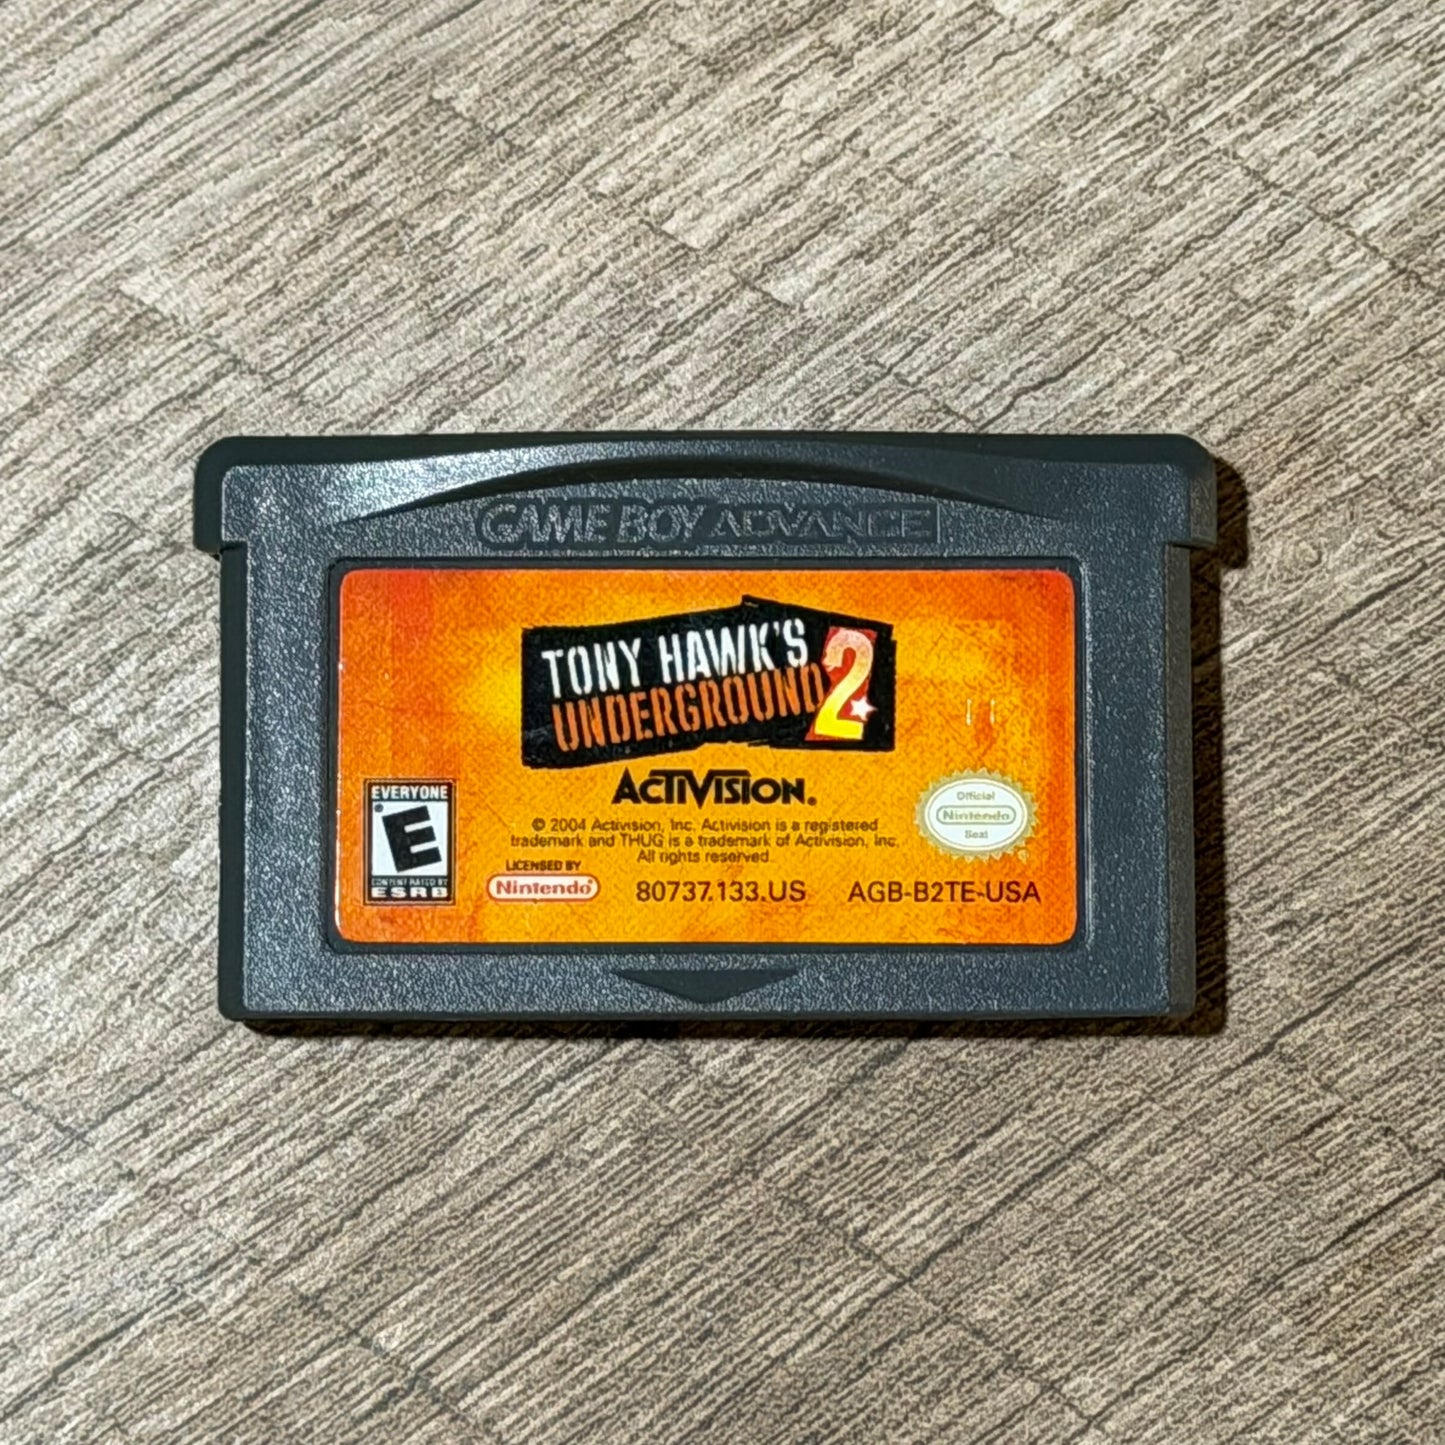 GAME BOY ADVANCE
TONY HAWK'S
UNDERGROUND 2
ACTIVISION.
EVERYONE
E
CONTENT RATED BY
ESRB
© 2004 Activision, Inc. Activision is a registered
trademark and THUG is a trademark of Activision, Inc.
All rights reserved.
Official
Nintendo
Seal
LICENSED BY
Nintendo®
80737.133.US
AGB-B2TE-USA